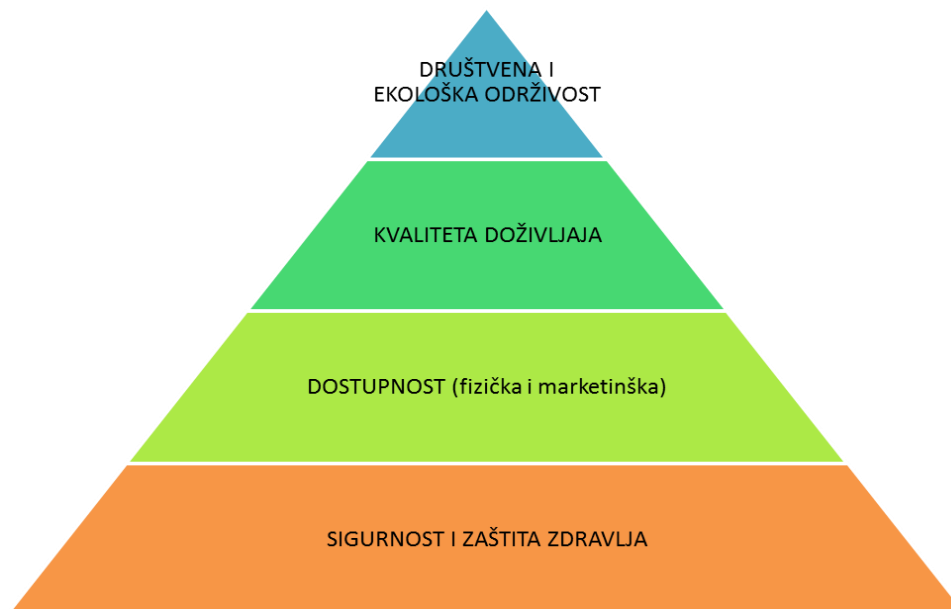 DRUŠTVENA I
EKOLOŠKA ODRŽIVOST
KVALITETA DOŽIVLJAJA
DOSTUPNOST (fizička i marketinška)
SIGURNOST I ZAŠTITA ZDRAVLJA